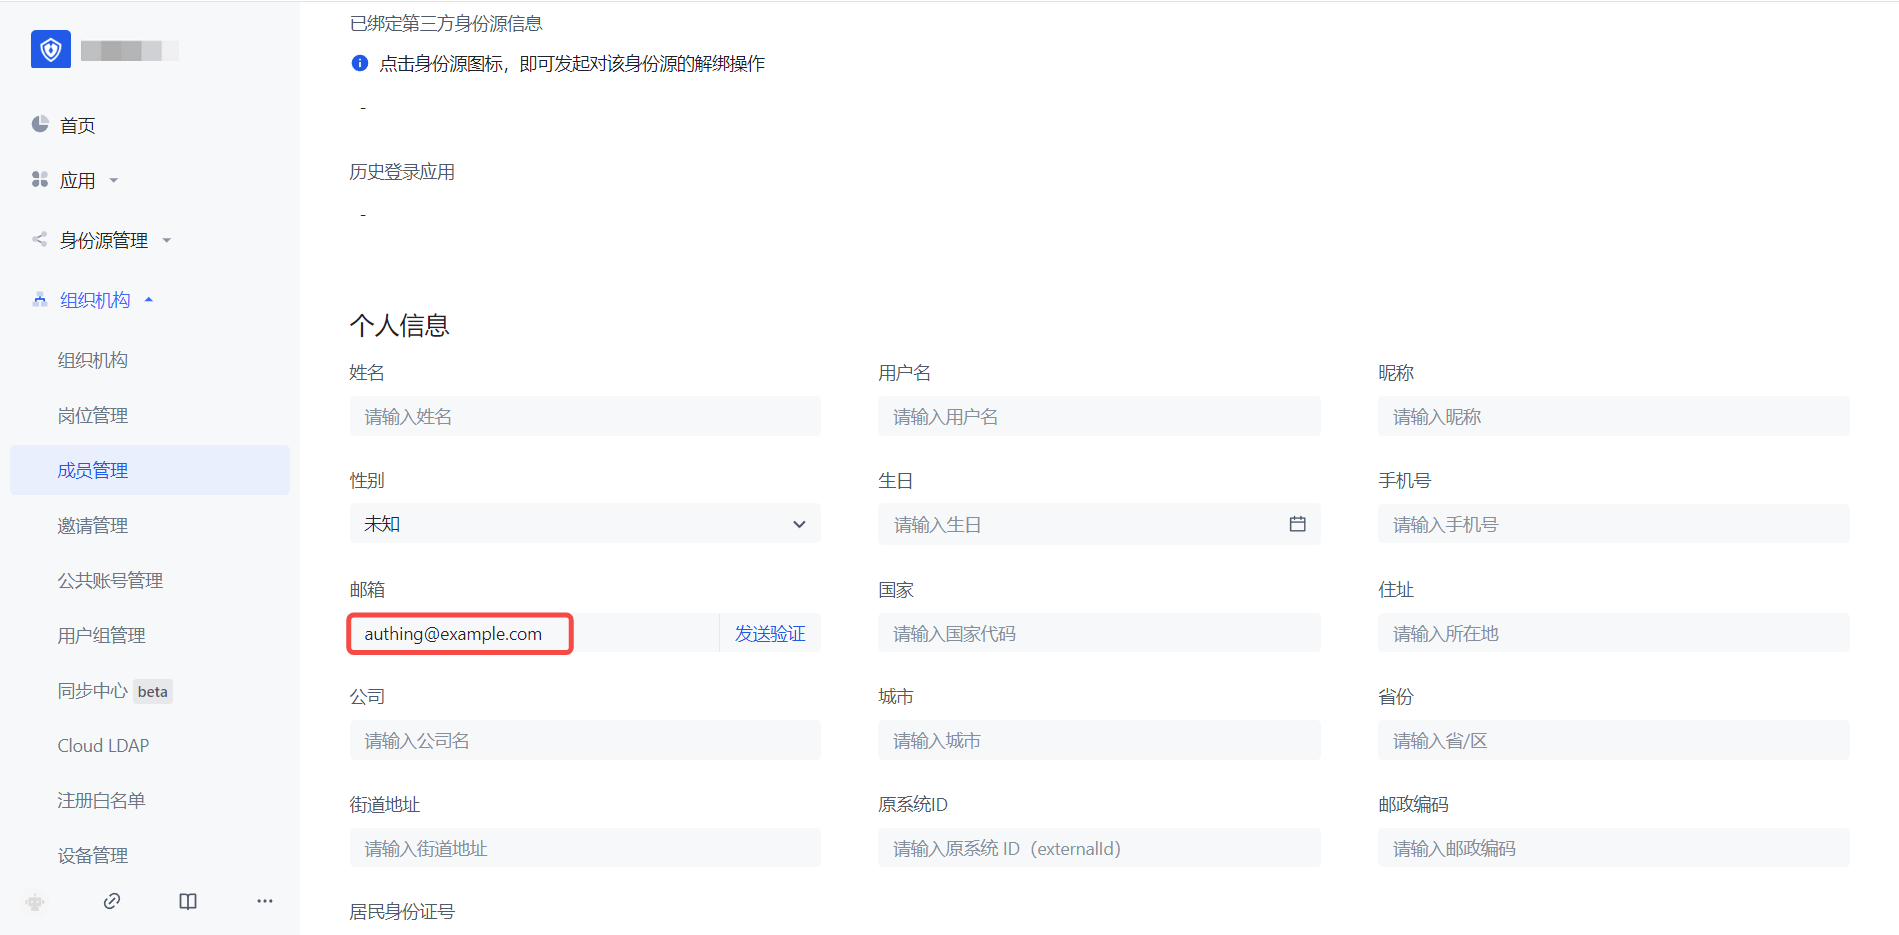 首页
应用
身份源管理
组织机构
组织机构
岗位管理
成员管理
邀请管理
公共账号管理
用户组管理
同步中心 beta
Cloud LDAP
注册白名单
设备管理
已绑定第三方身份源信息
点击身份源图标，即可发起对该身份源的解绑操作
-
历史登录应用
-
个人信息
姓名
请输入姓名
用户名
请输入用户名
昵称
请输入昵称
性别
未知
生日
请输入生日
手机号
请输入手机号
邮箱
authing@example.com 发送验证
国家
请输入国家代码
住址
请输入所在地
公司
请输入公司名
城市
请输入城市
省份
请输入省/区
街道地址
请输入街道地址
原系统ID
请输入原系统 ID（externalId）
邮政编码
请输入邮政编码
居民身份证号